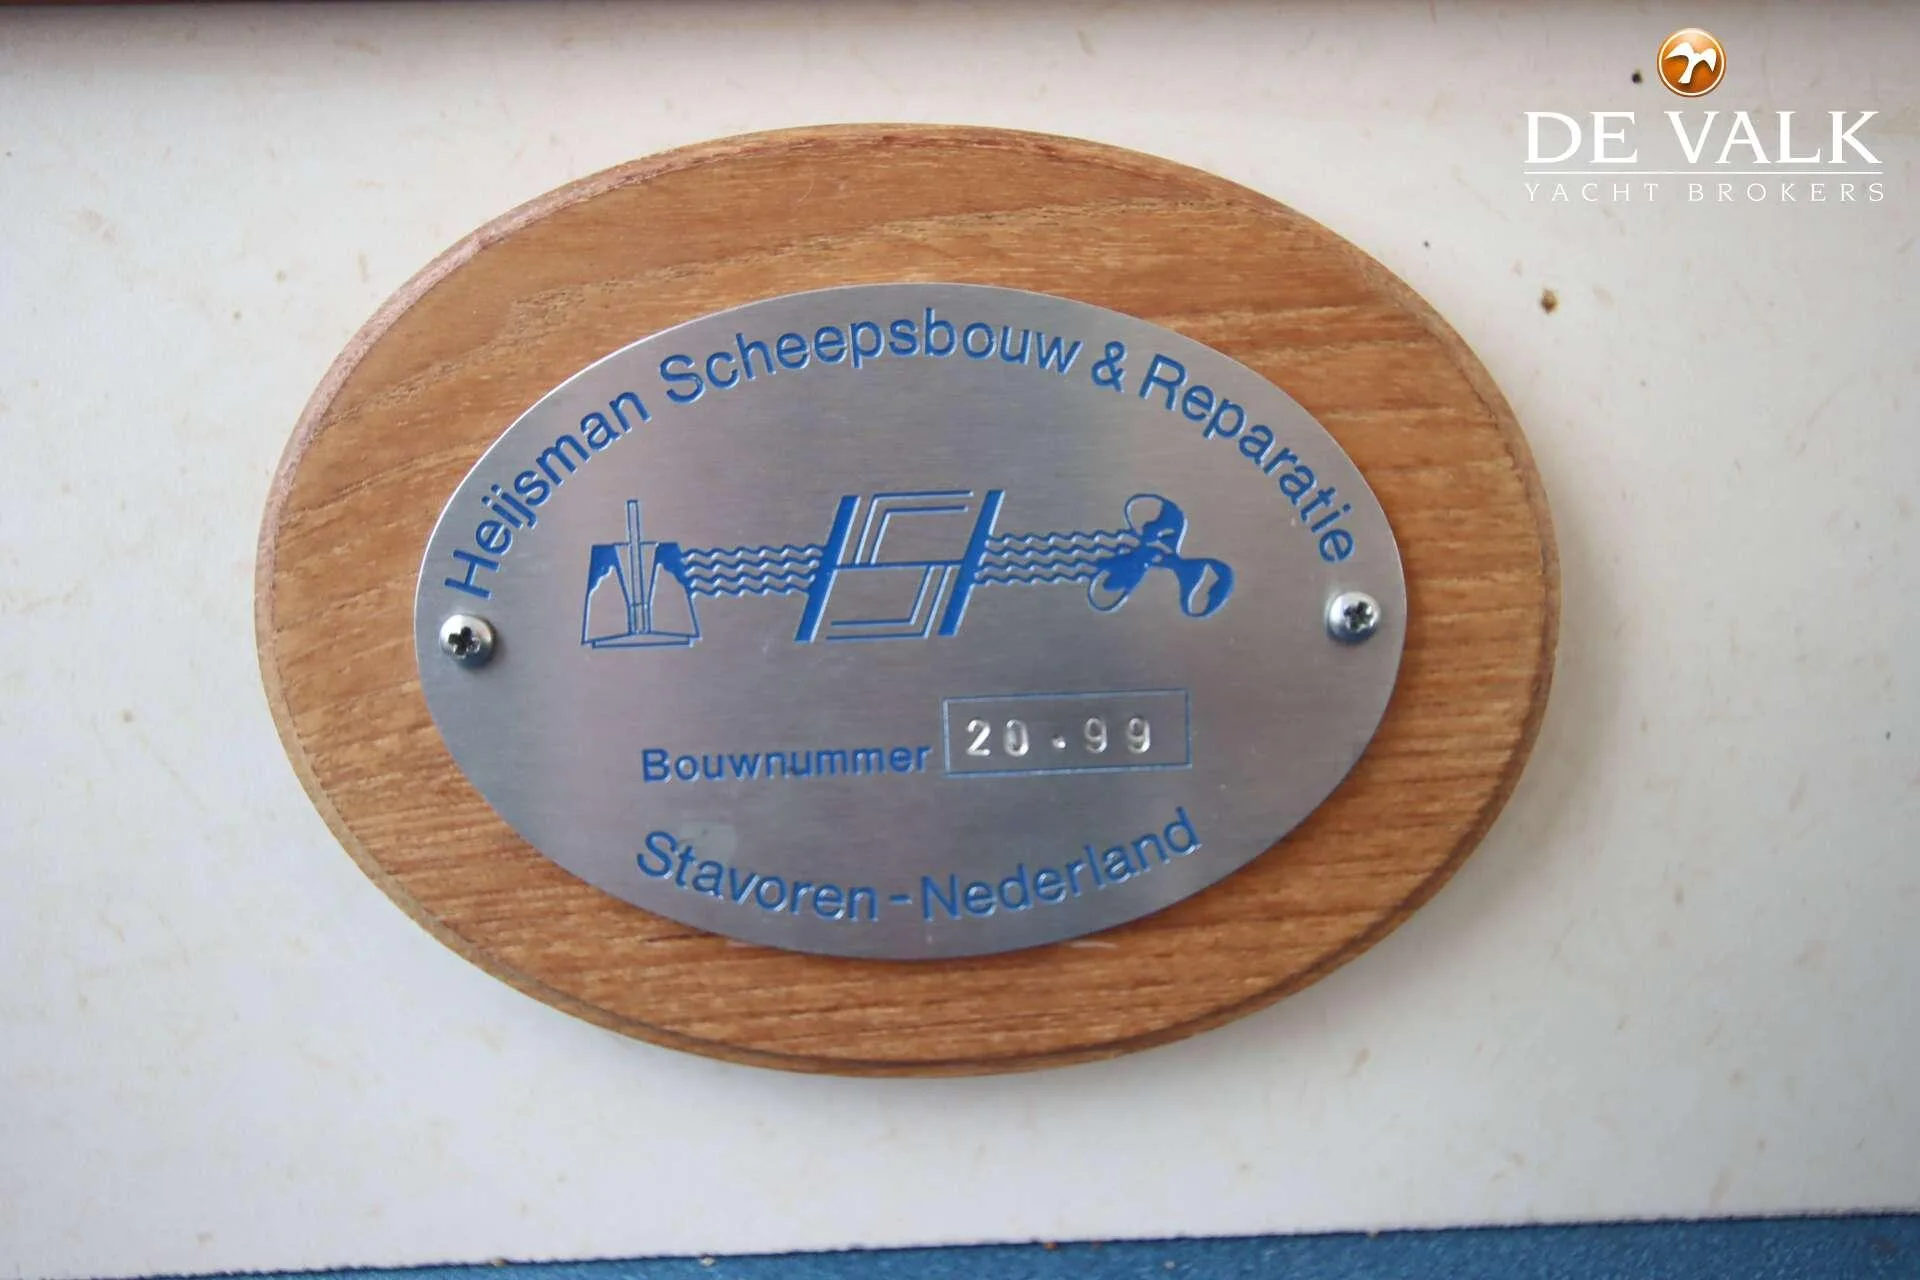 DE VALK
YACHT BROKERS
Heijsman Scheepsbouw & Reparatie
Bouwnummer 20.99
Stavoren-Nederland